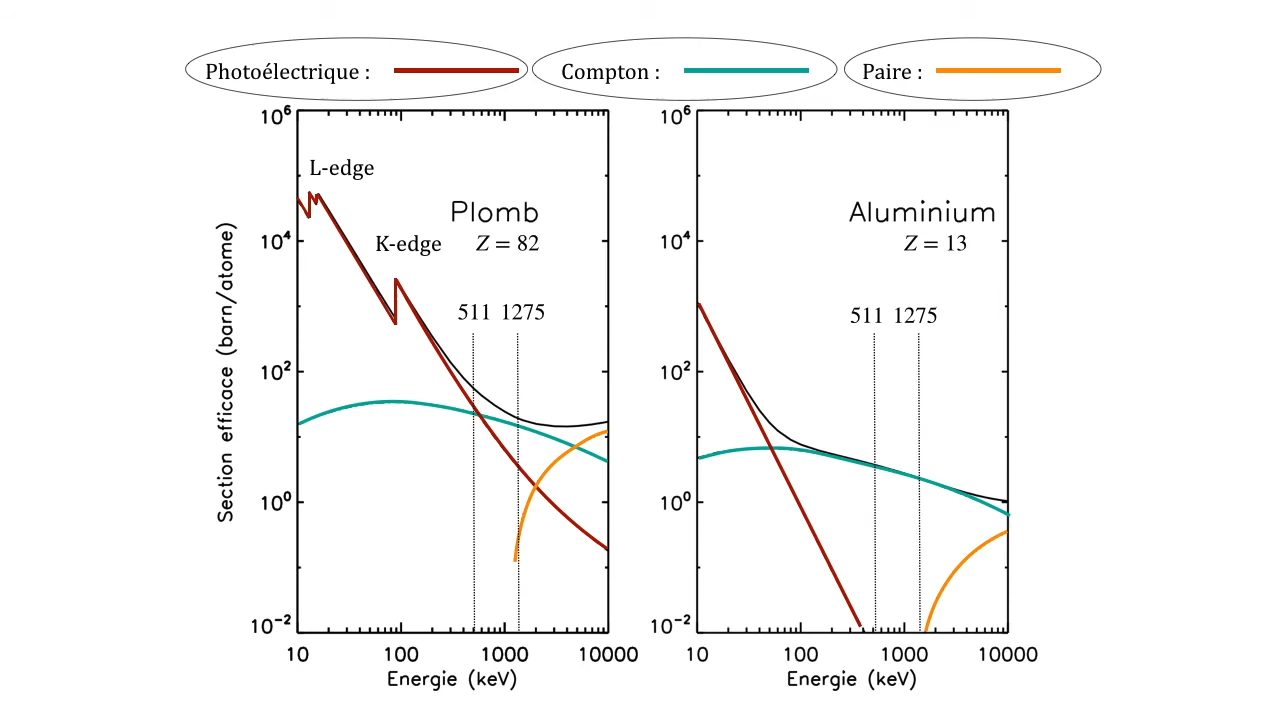 Photoélectrique :
Compton :
Paire :
10^6
10^4
10^2
10^0
10^-2
Section efficace (barn/atome)
L-edge
K-edge
Plomb
Z = 82
511 1275
10 100 1000 10000
Energie (keV)
10^6
10^4
10^2
10^0
10^-2
Aluminium
Z = 13
511 1275
10 100 1000 10000
Energie (keV)